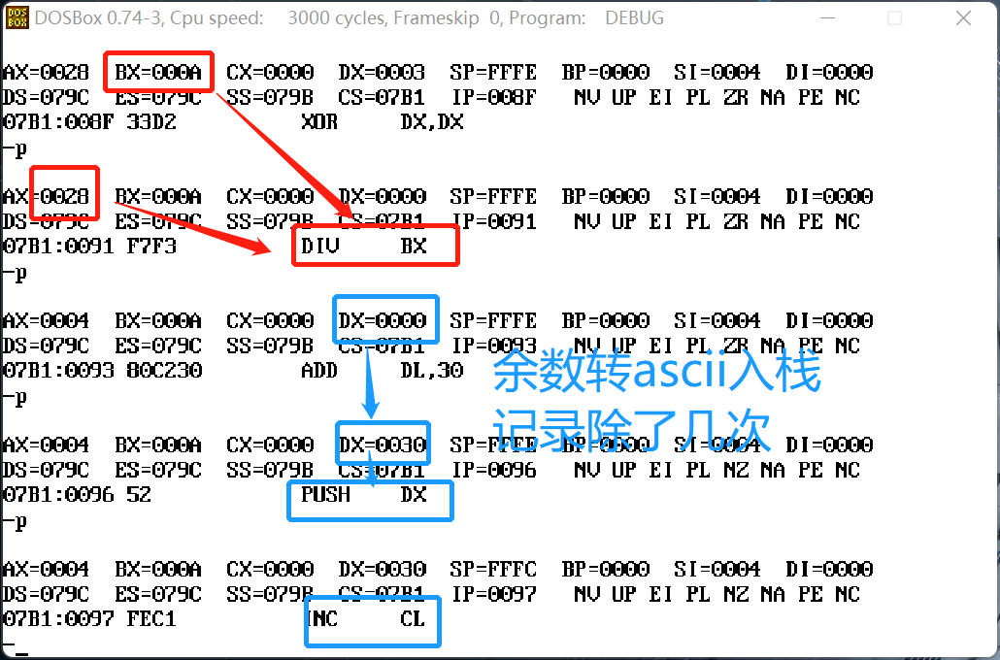 DOSBox 0.74-3, Cpu speed: 3000 cycles, Frameskip 0, Program: DEBUG
AX=0028 BX=000A CX=0000 DX=0003 SP=FFFE BP=0000 SI=0004 DI=0000
DS=079C ES=079C SS=079B CS=07B1 IP=008F NV UP EI PL ZR NA PE NC
07B1:008F 33D2 XOR DX,DX
-p
AX=0028 BX=000A CX=0000 DX=0000 SP=FFFE BP=0000 SI=0004 DI=0000
DS=079C ES=079C SS=079B CS=07B1 IP=0091 NV UP EI PL ZR NA PE NC
07B1:0091 F7F3 DIV BX
-p
AX=0004 BX=000A CX=0000 DX=0000 SP=FFFE BP=0000 SI=0004 DI=0000
DS=079C ES=079C SS=079B CS=07B1 IP=0093 NV UP EI PL ZR NA PE NC
07B1:0093 80C230 ADD DL,30
-p
余数转ascii入栈
记录除了几次
AX=0004 BX=000A CX=0000 DX=0030 SP=FFFE BP=0000 SI=0004 DI=0000
DS=079C ES=079C SS=079B CS=07B1 IP=0096 NV UP EI PL NZ NA PE NC
07B1:0096 52 PUSH DX
-p
AX=0004 BX=000A CX=0000 DX=0030 SP=FFFC BP=0000 SI=0004 DI=0000
DS=079C ES=079C SS=079B CS=07B1 IP=0097 NV UP EI PL NZ NA PE NC
07B1:0097 FEC1 INC CL
-_